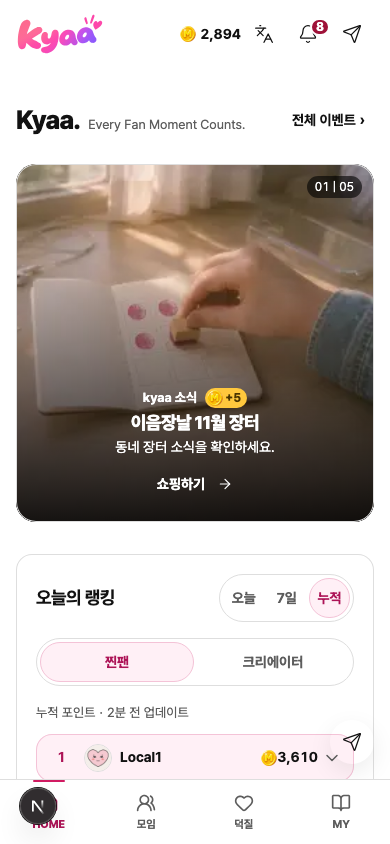 kyaa
2,894
8
Kyaa. Every Fan Moment Counts.
전체 이벤트 ›
01 | 05
kyaa 소식 +5
이음장날 11월 장터
동네 장터 소식을 확인하세요.
쇼핑하기 →
오늘의 랭킹
오늘 7일 누적
찐팬 크리에이터
누적 포인트 · 2분 전 업데이트
1 Local1 3,610
N
HOME 모임 덕질 MY